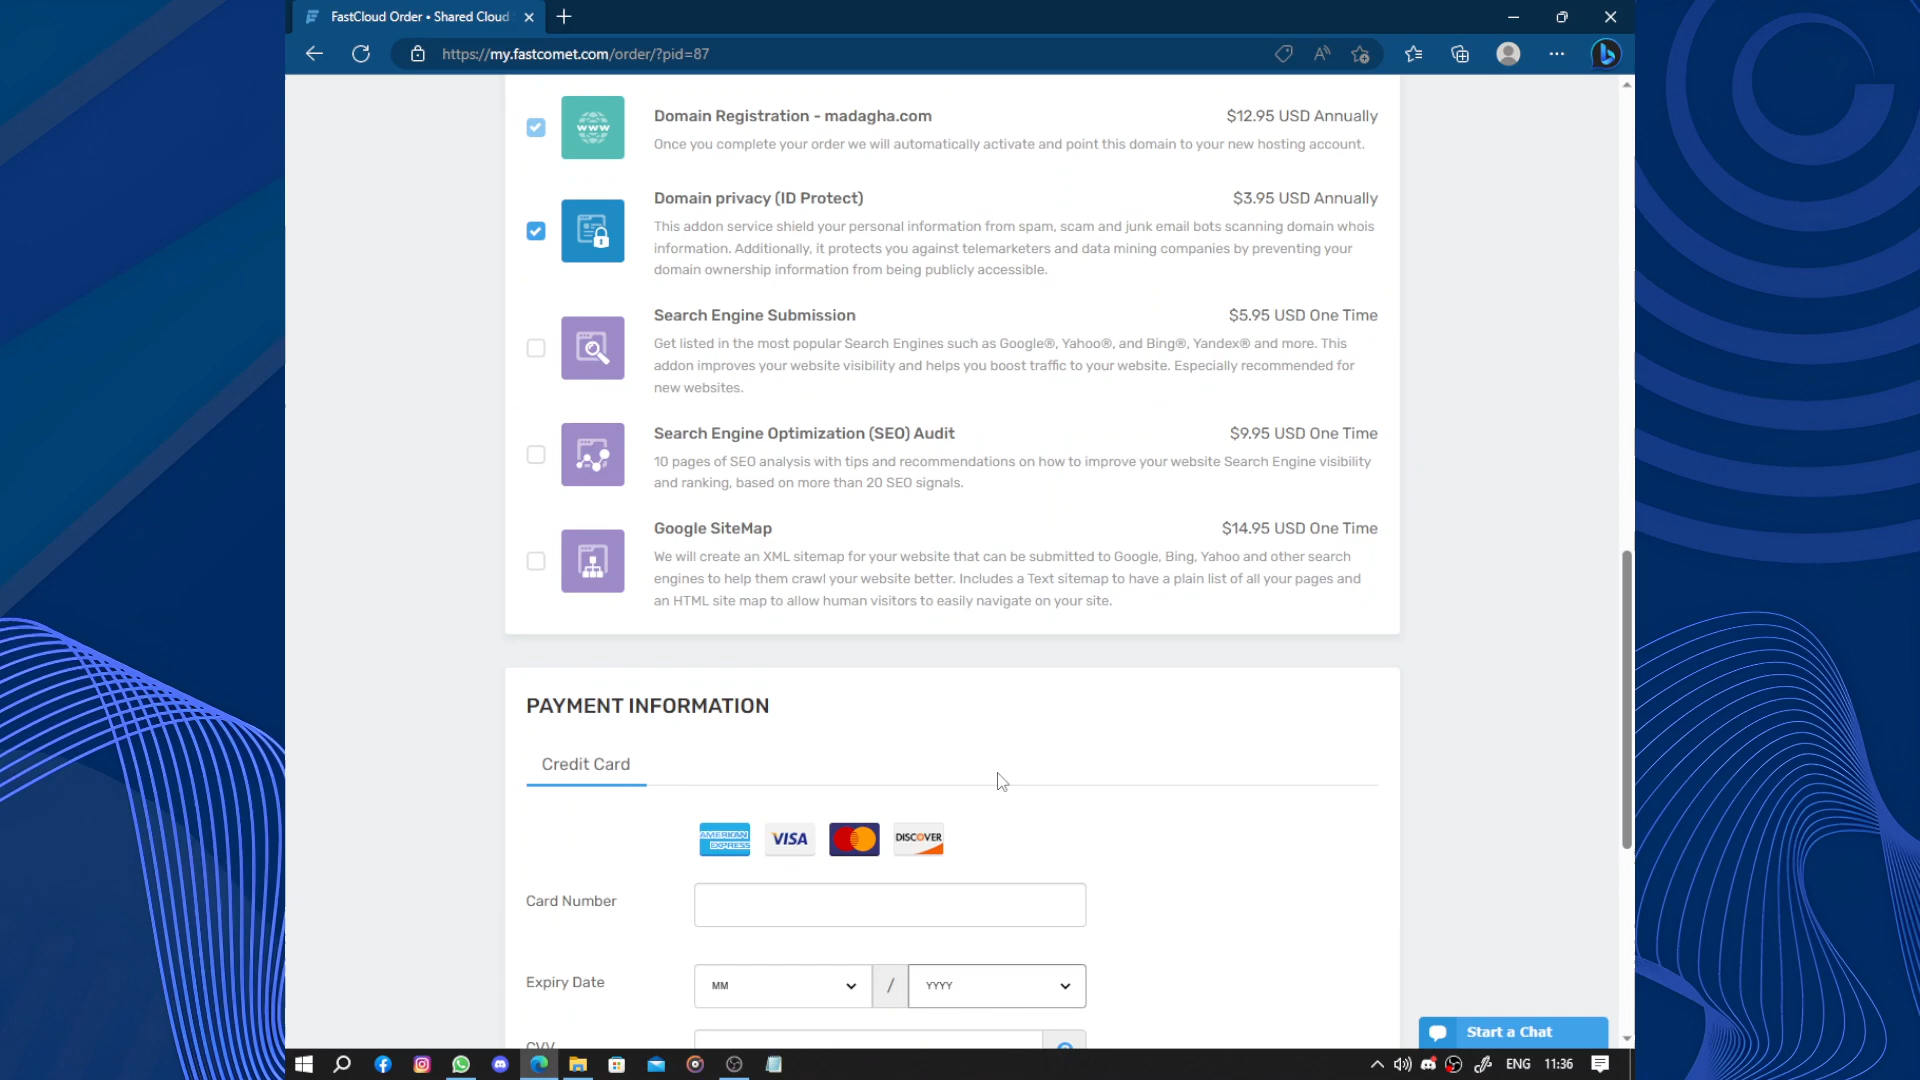 FastCloud Order • Shared Cloud
https://my.fastcomet.com/order/?pid=87
Domain Registration - madagha.com
$12.95 USD Annually
Once you complete your order we will automatically activate and point this domain to your new hosting account.
Domain privacy (ID Protect)
$3.95 USD Annually
This addon service shield your personal information from spam, scam and junk email bots scanning domain whois
information. Additionally, it protects you against telemarketers and data mining companies by preventing your
domain ownership information from being publicly accessible.
Search Engine Submission
$5.95 USD One Time
Get listed in the most popular Search Engines such as Google®, Yahoo®, and Bing®, Yandex® and more. This
addon improves your website visibility and helps you boost traffic to your website. Especially recommended for
new websites.
Search Engine Optimization (SEO) Audit
$9.95 USD One Time
10 pages of SEO analysis with tips and recommendations on how to improve your website Search Engine visibility
and ranking, based on more than 20 SEO signals.
Google SiteMap
$14.95 USD One Time
We will create an XML sitemap for your website that can be submitted to Google, Bing, Yahoo and other search
engines to help them crawl your website better. Includes a Text sitemap to have a plain list of all your pages and
an HTML site map to allow human visitors to easily navigate on your site.
PAYMENT INFORMATION
Credit Card
AMERICAN EXPRESS
VISA
DISCOVER
Card Number
Expiry Date
MM
/
YYYY
CVV
Start a Chat
ENG
11:36
WWW